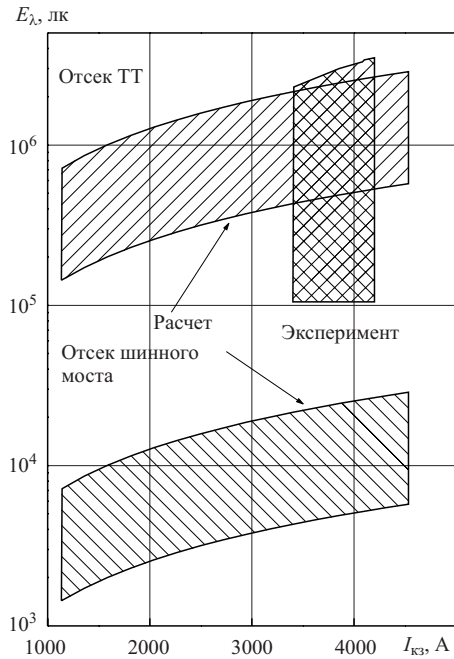 E_λ, лк
Отсек ТТ
10^6
10^5
Расчет
Эксперимент
Отсек шинного
моста
10^4
10^3
1000 2000 3000 4000 I_кз, А